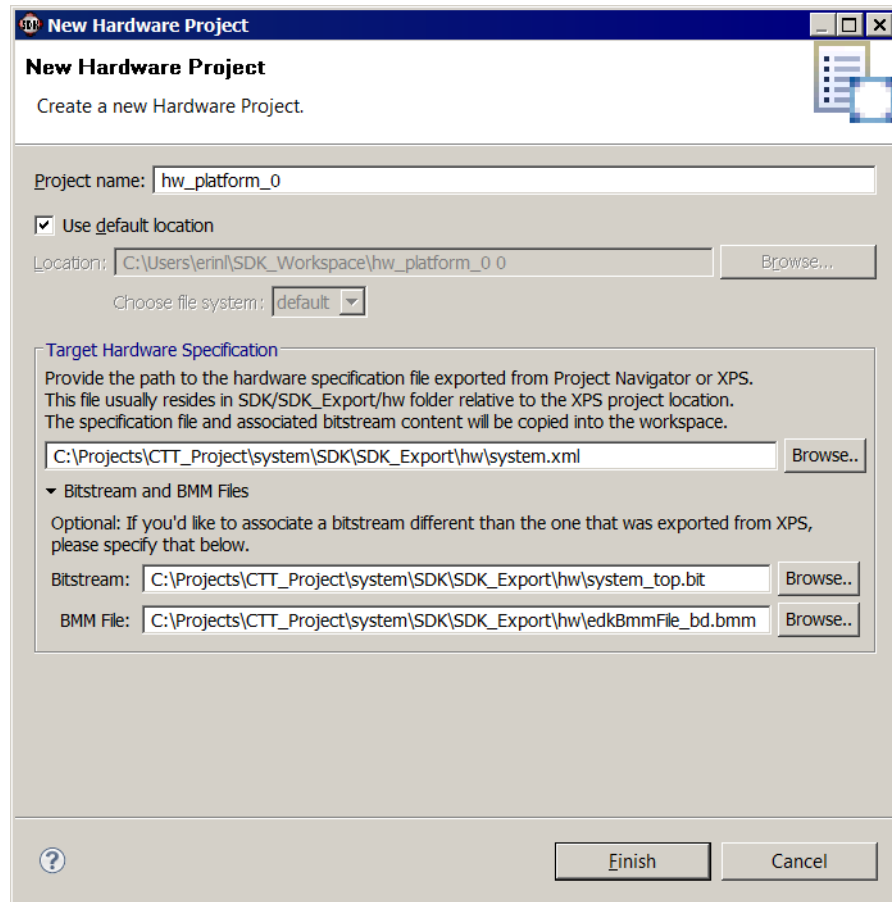 SDK New Hardware Project
New Hardware Project
Create a new Hardware Project.
Project name: hw_platform_0
Use default location
Location: C:\Users\erinl\SDK_Workspace\hw_platform_0 0 Browse...
Choose file system: default
Target Hardware Specification
Provide the path to the hardware specification file exported from Project Navigator or XPS.
This file usually resides in SDK/SDK_Export/hw folder relative to the XPS project location.
The specification file and associated bitstream content will be copied into the workspace.
C:\Projects\CTT_Project\system\SDK\SDK_Export\hw\system.xml Browse..
Bitstream and BMM Files
Optional: If you'd like to associate a bitstream different than the one that was exported from XPS,
please specify that below.
Bitstream: C:\Projects\CTT_Project\system\SDK\SDK_Export\hw\system_top.bit Browse..
BMM File: C:\Projects\CTT_Project\system\SDK\SDK_Export\hw\edkBmmFile_bd.bmm Browse..
? Finish Cancel